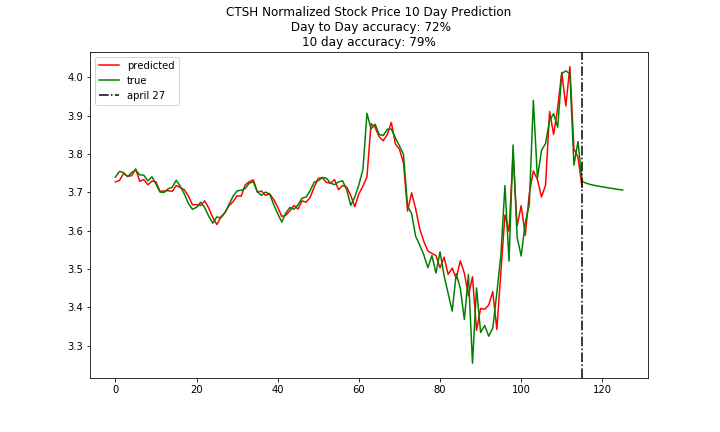 CTSH Normalized Stock Price 10 Day Prediction
Day to Day accuracy: 72%
10 day accuracy: 79%
predicted
true
april 27
4.0
3.9
3.8
3.7
3.6
3.5
3.4
3.3
0 20 40 60 80 100 120